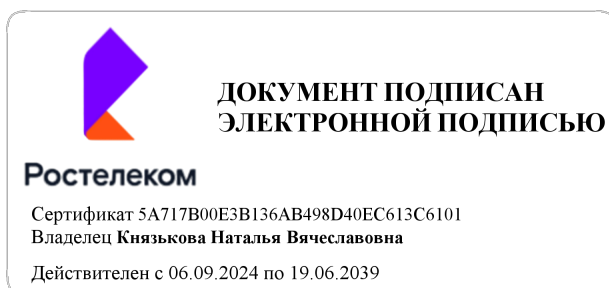 ДОКУМЕНТ ПОДПИСАН
ЭЛЕКТРОННОЙ ПОДПИСЬЮ
Ростелеком
Сертификат 5A717B00E3B136AB498D40EC613C6101
Владелец Князькова Наталья Вячеславовна
Действителен с 06.09.2024 по 19.06.2039